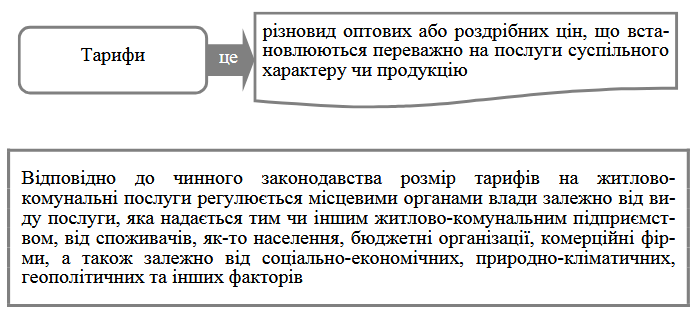 Тарифи
це
різновид оптових або роздрібних цін, що вста-
новлюються переважно на послуги суспільного
характеру чи продукцію
Відповідно до чинного законодавства розмір тарифів на житлово-
комунальні послуги регулюється місцевими органами влади залежно від ви-
ду послуги, яка надається тим чи іншим житлово-комунальним підприємст-
вом, від споживачів, як-то населення, бюджетні організації, комерційні фір-
ми, а також залежно від соціально-економічних, природно-кліматичних,
геополітичних та інших факторів